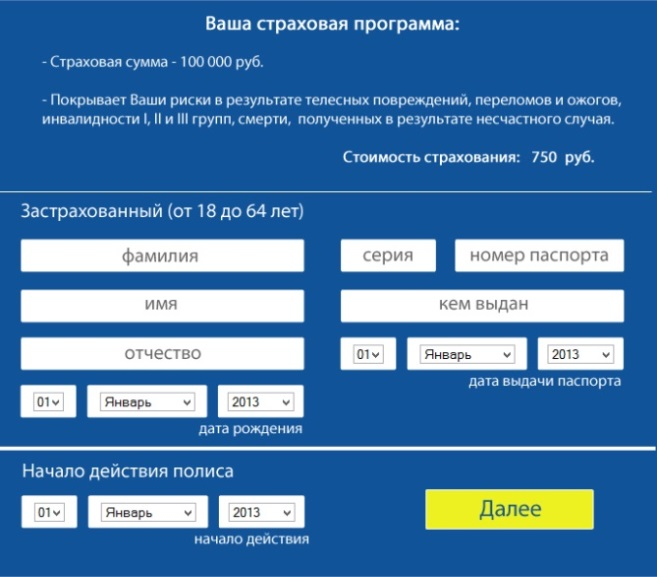 Ваша страховая программа:
- Страховая сумма - 100 000 руб.
- Покрывает Ваши риски в результате телесных повреждений, переломов и ожогов,
инвалидности I, II и III групп, смерти, полученных в результате несчастного случая.
Стоимость страхования: 750 руб.
Застрахованный (от 18 до 64 лет)
фамилия
имя
отчество
01 Январь 2013
дата рождения
серия номер паспорта
кем выдан
01 Январь 2013
дата выдачи паспорта
Начало действия полиса
01 Январь 2013
начало действия
Далее